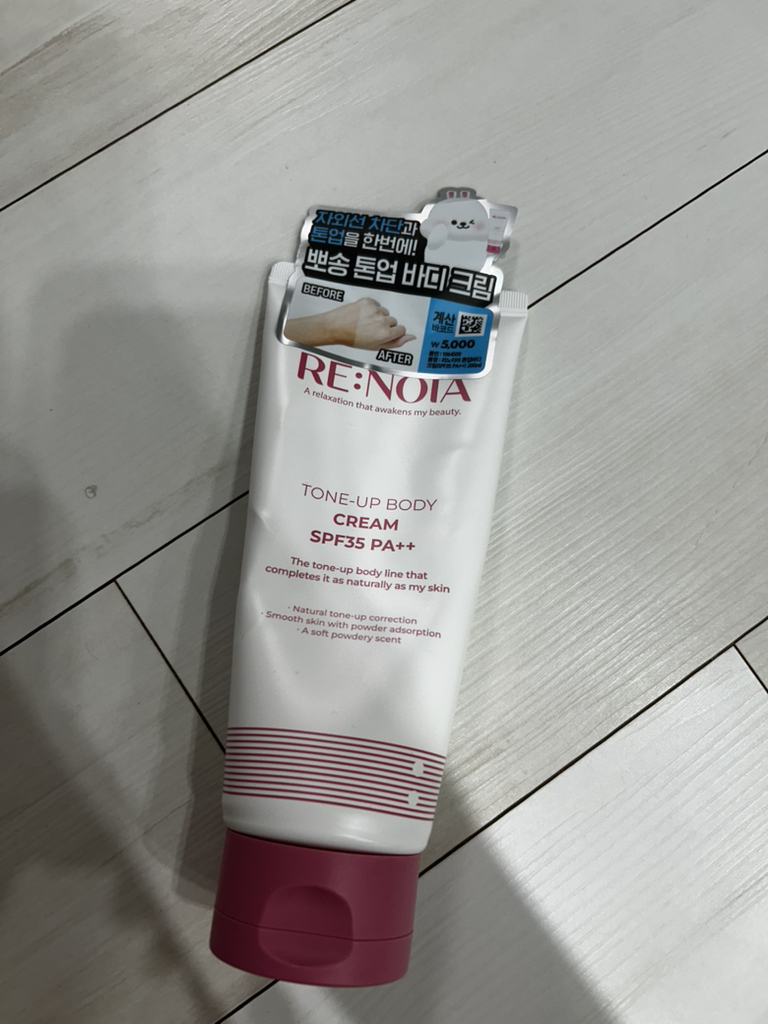 자외선 차단과
톤업을 한번에!
뽀송 톤업 바디 크림
BEFORE
AFTER
계산
바코드
₩ 5,000
RE:NOIA
A relaxation that awakens my beauty.
TONE-UP BODY
CREAM
SPF35 PA++
The tone-up body line that
completes it as naturally as my skin
· Natural tone-up correction
· Smooth skin with powder adsorption
· A soft powdery scent